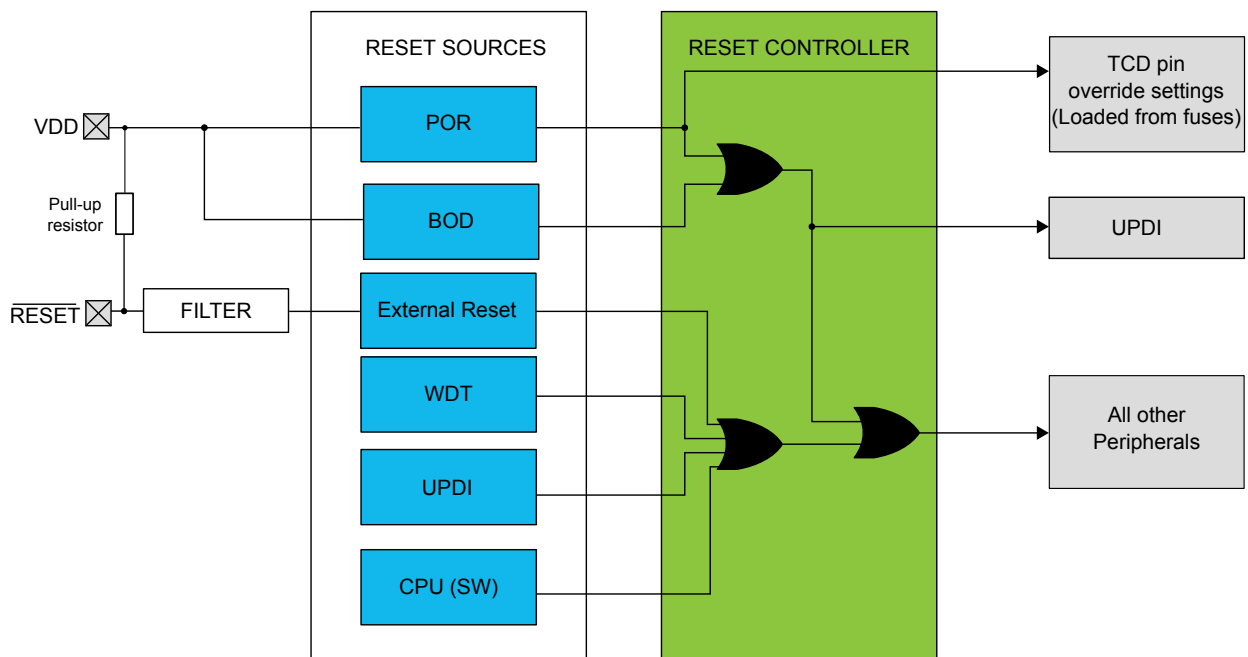 RESET SOURCES
RESET CONTROLLER
TCD pin
override settings
(Loaded from fuses)
VDD
POR
Pull-up
resistor
BOD
UPDI
RESET
FILTER
External Reset
WDT
All other
Peripherals
UPDI
CPU (SW)